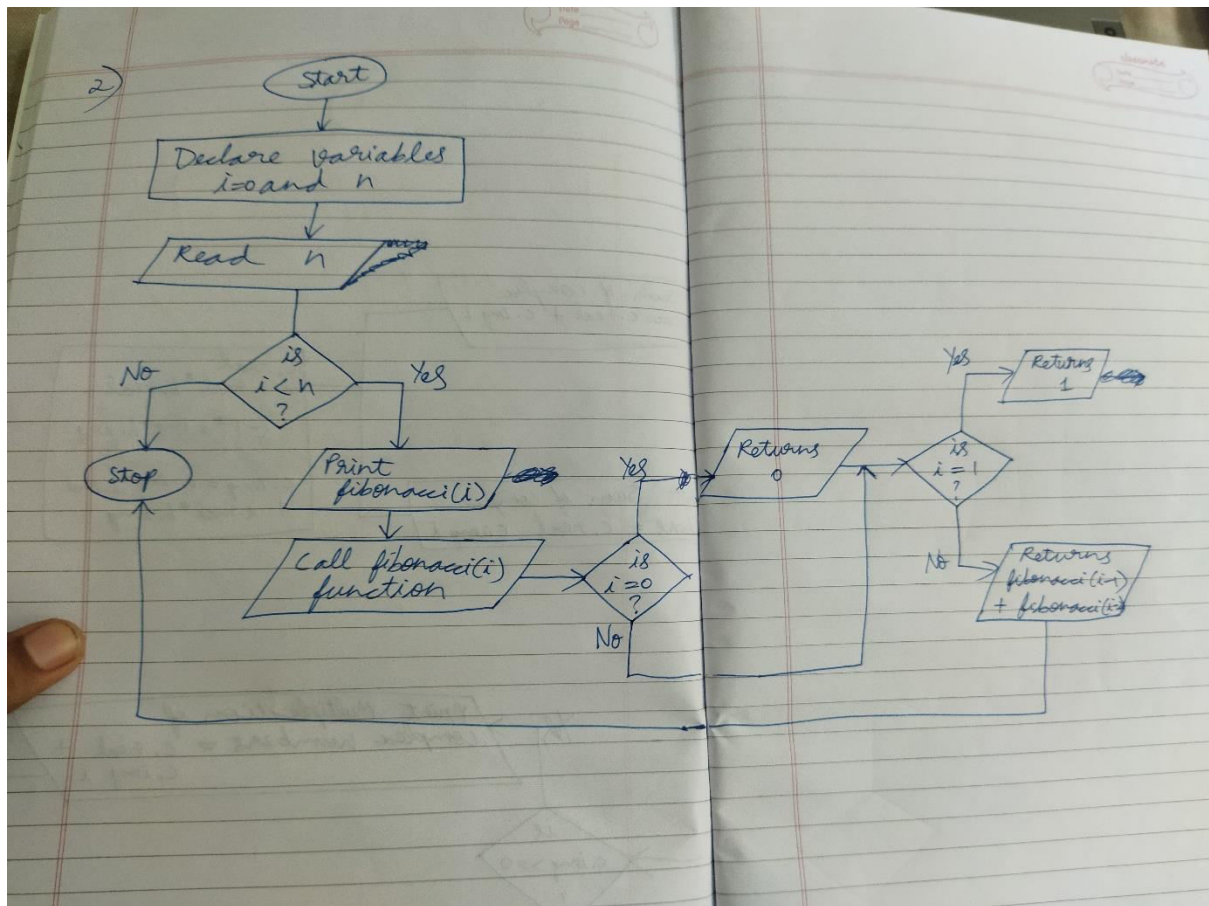 2)
Start
Declare variables
i=0 and n
Read n
is
i < n
?
No
Yes
Stop
Print
fibonacci(i)
Call fibonacci(i)
function
is
i=0
?
Yes
No
Returns
0
is
i=1
?
Yes
Returns
1
No
Returns
fibonacci(i-1)
+ fibonacci(i-2)